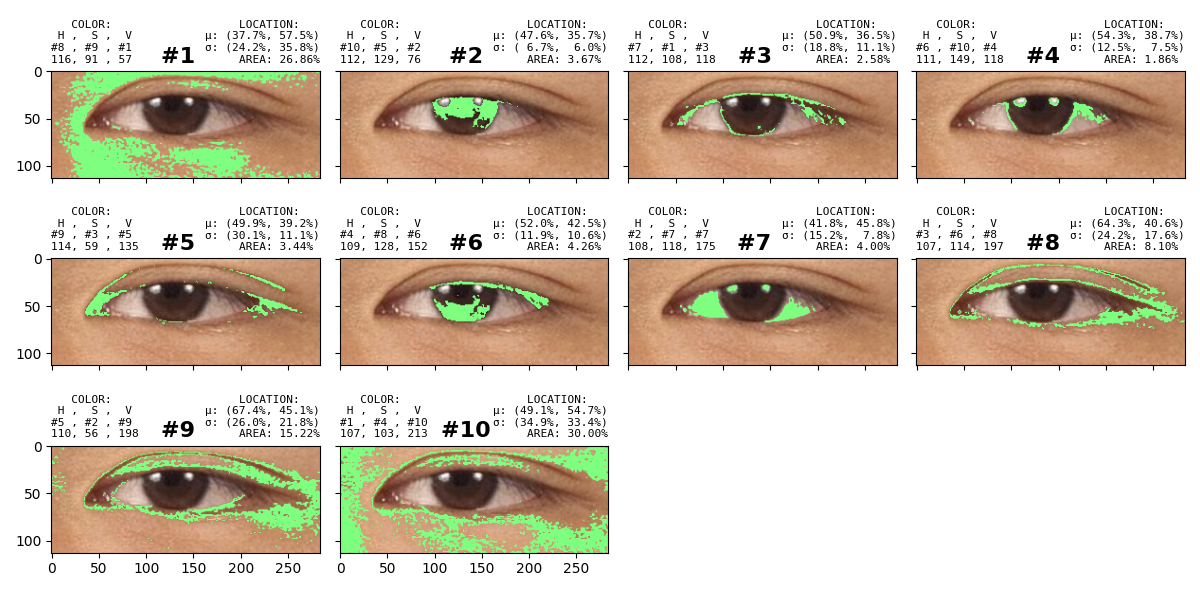 COLOR: LOCATION:
H , S , V μ: (37.7%, 57.5%)
#8 , #9 , #1 σ: (24.2%, 35.8%)
116, 91 , 57 #1 AREA: 26.86%
COLOR: LOCATION:
H , S , V μ: (47.6%, 35.7%)
#10, #5 , #2 σ: ( 6.7%,  6.0%)
112, 129, 76 #2 AREA: 3.67%
COLOR: LOCATION:
H , S , V μ: (50.9%, 36.5%)
#7 , #1 , #3 σ: (18.8%, 11.1%)
112, 108, 118 #3 AREA: 2.58%
COLOR: LOCATION:
H , S , V μ: (54.3%, 38.7%)
#6 , #10, #4 σ: (12.5%,  7.5%)
111, 149, 118 #4 AREA: 1.86%
0
50
100
COLOR: LOCATION:
H , S , V μ: (49.9%, 39.2%)
#9 , #3 , #5 σ: (30.1%, 11.1%)
114, 59 , 135 #5 AREA: 3.44%
COLOR: LOCATION:
H , S , V μ: (52.0%, 42.5%)
#4 , #8 , #6 σ: (11.9%, 10.6%)
109, 128, 152 #6 AREA: 4.26%
COLOR: LOCATION:
H , S , V μ: (41.8%, 45.8%)
#2 , #7 , #7 σ: (15.2%,  7.8%)
108, 118, 175 #7 AREA: 4.00%
COLOR: LOCATION:
H , S , V μ: (64.3%, 40.6%)
#3 , #6 , #8 σ: (24.2%, 17.6%)
107, 114, 197 #8 AREA: 8.10%
0
50
100
COLOR: LOCATION:
H , S , V μ: (67.4%, 45.1%)
#5 , #2 , #9 σ: (26.0%, 21.8%)
110, 56 , 198 #9 AREA: 15.22%
COLOR: LOCATION:
H , S , V μ: (49.1%, 54.7%)
#1 , #4 , #10 σ: (34.9%, 33.4%)
107, 103, 213 #10 AREA: 30.00%
0
50
100
0 50 100 150 200 250
0 50 100 150 200 250